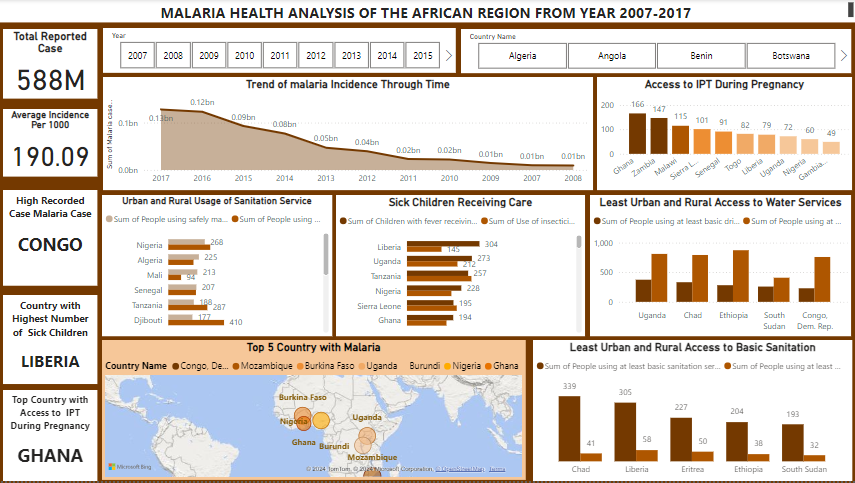 MALARIA HEALTH ANALYSIS OF THE AFRICAN REGION FROM YEAR 2007-2017
Total Reported
Case
588M
Average Incidence
Per 1000
190.09
High Recorded
Case Malaria Case
CONGO
Country with
Highest Number
of Sick Children
LIBERIA
Top Country with
Access to IPT
During Pregnancy
GHANA
Year
2007 2008 2009 2010 2011 2012 2013 2014 2015
Country Name
Algeria Angola Benin Botswana
Trend of malaria Incidence Through Time
Sum of Malaria case...
0.1bn
0.0bn
0.13bn 0.12bn 0.09bn 0.08bn 0.05bn 0.04bn 0.02bn 0.02bn 0.01bn 0.01bn
2017 2016 2015 2014 2013 2012 2011 2010 2009 2008
Access to IPT During Pregnancy
200
100
0
166 147 115 101 91 82 79 72 60 49
Ghana Zambia Malawi Sierra L... Senegal Togo Liberia Uganda Nigeria Gambia...
Urban and Rural Usage of Sanitation Service
Sum of People using safely ma... Sum of People using ...
Nigeria 268
Algeria 225
Mali 213
94
Senegal 207
Tanzania 188
287
Djibouti 177
410
Sick Children Receiving Care
Sum of Children with fever receivin... Sum of Use of insectici...
Liberia 304
145
Uganda 273
212
Tanzania 257
Nigeria 228
Sierra Leone 195
Ghana 194
Least Urban and Rural Access to Water Services
Sum of People using at least basic dri... Sum of People using at ...
1,000
500
0
Uganda Chad Ethiopia South
Sudan Congo,
Dem. Rep.
Top 5 Country with Malaria
Country Name Congo, De... Mozambique Burkina Faso Uganda Burundi Nigeria Ghana
Burkina Faso
Nigeria
Ghana
Uganda
Burundi
Mozambique
Microsoft Bing
© 2024 TomTom, © 2024 Microsoft Corporation, © OpenStreetMap, Terms
Least Urban and Rural Access to Basic Sanitation
Sum of People using at least basic sanitation ser... Sum of People using at least ...
339 41 305 58 227 50 204 38 193 32
Chad Liberia Eritrea Ethiopia South Sudan